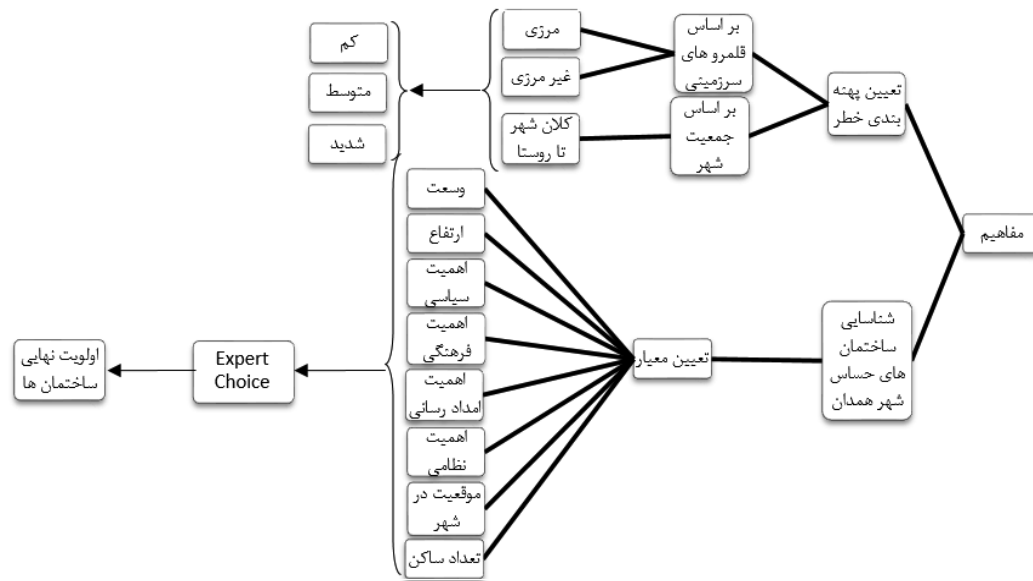 مفاهیم
تعیین پهنه
بندی خطر
بر اساس
قلمرو های
سرزمینی
بر اساس
جمعیت
شهر
مرزی
غیر مرزی
کلان شهر
تا روستا
کم
متوسط
شدید
شناسایی
ساختمان
های حساس
شهر همدان
تعیین معیار
وسعت
ارتفاع
اهمیت
سیاسی
اهمیت
فرهنگی
اهمیت
امداد رسانی
اهمیت
نظامی
موقعیت در
شهر
تعداد ساکن
Expert
Choice
اولویت نهایی
ساختمان ها